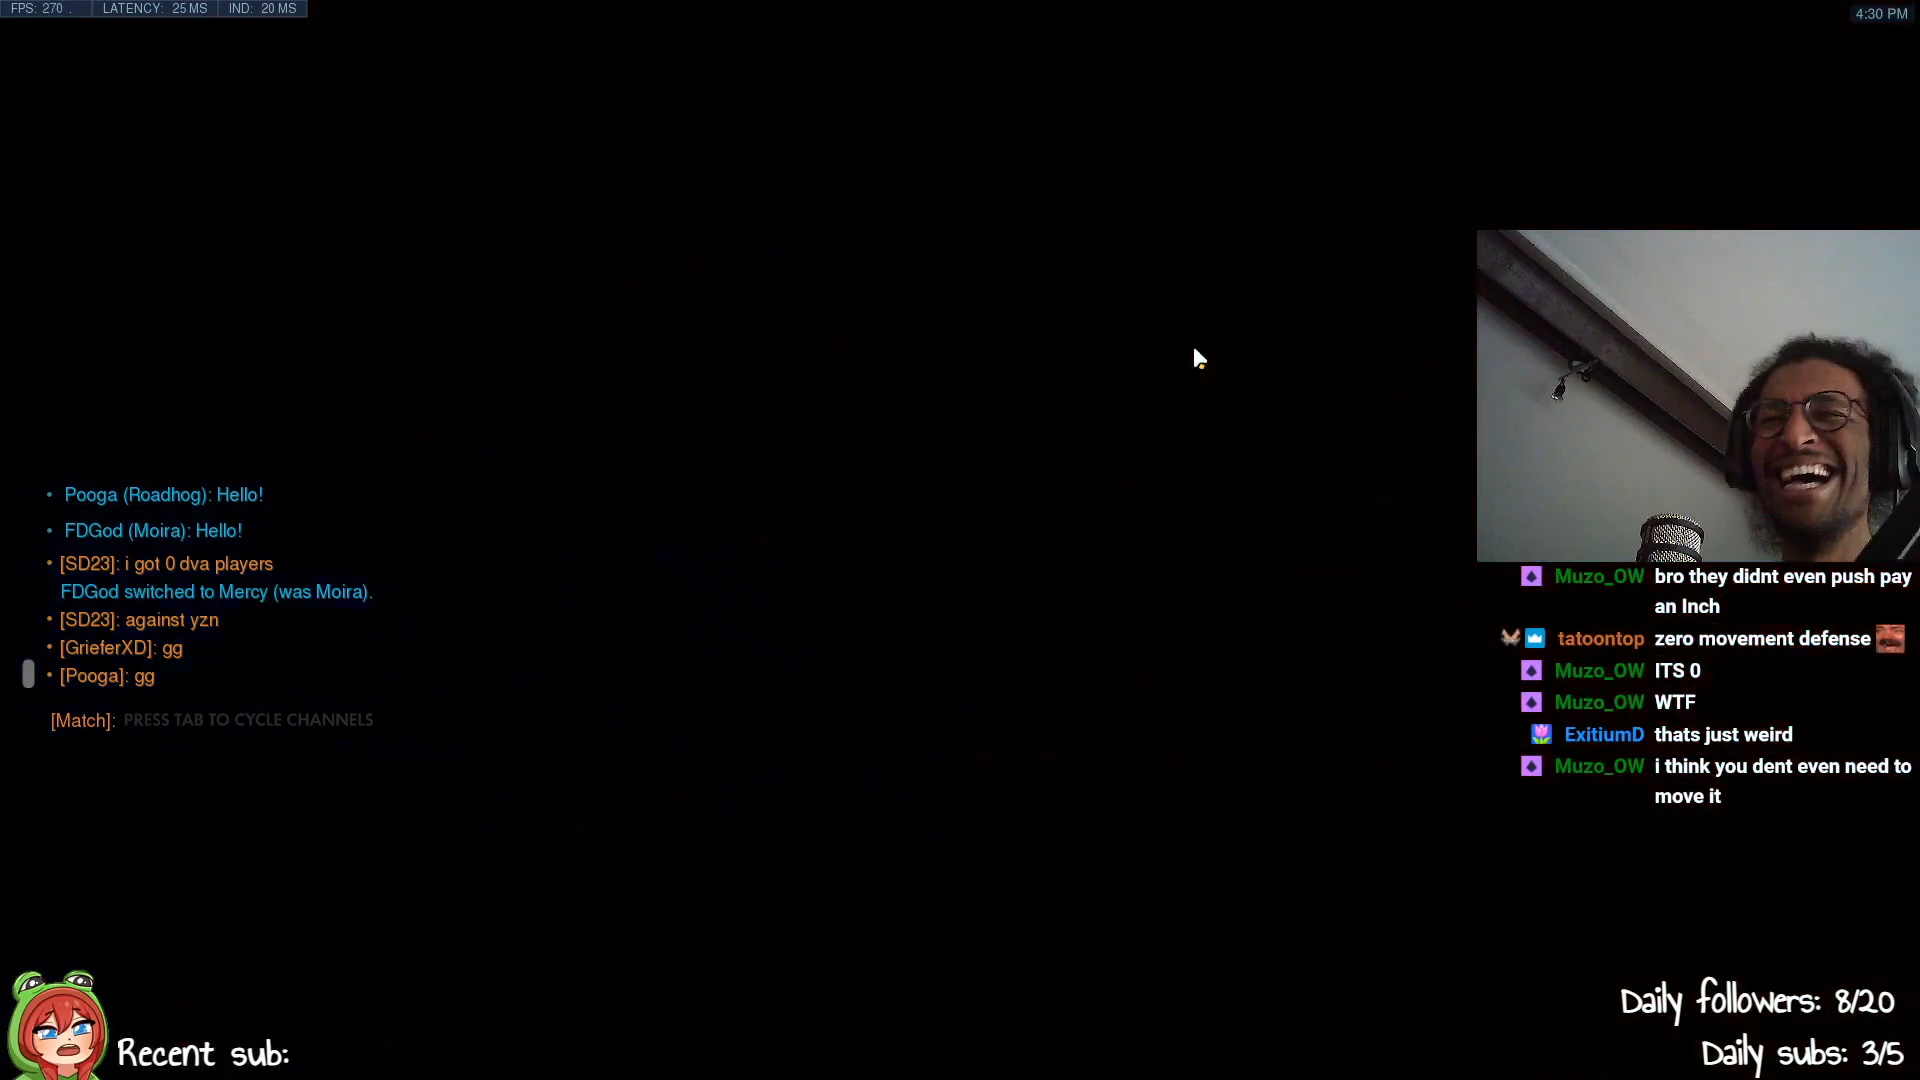 FPS: 270 . LATENCY: 25 MS IND: 20 MS
4:30 PM
• Pooga (Roadhog): Hello!
• FDGod (Moira): Hello!
• [SD23]: i got 0 dva players
FDGod switched to Mercy (was Moira).
• [SD23]: against yzn
• [GrieferXD]: gg
• [Pooga]: gg
[Match]: PRESS TAB TO CYCLE CHANNELS
Muzo_OW bro they didnt even push pay
an Inch
tatoontop zero movement defense
Muzo_OW ITS 0
Muzo_OW WTF
ExitiumD thats just weird
Muzo_OW i think you dent even need to
move it
Daily followers: 8/20
Recent sub:
Daily subs: 3/5